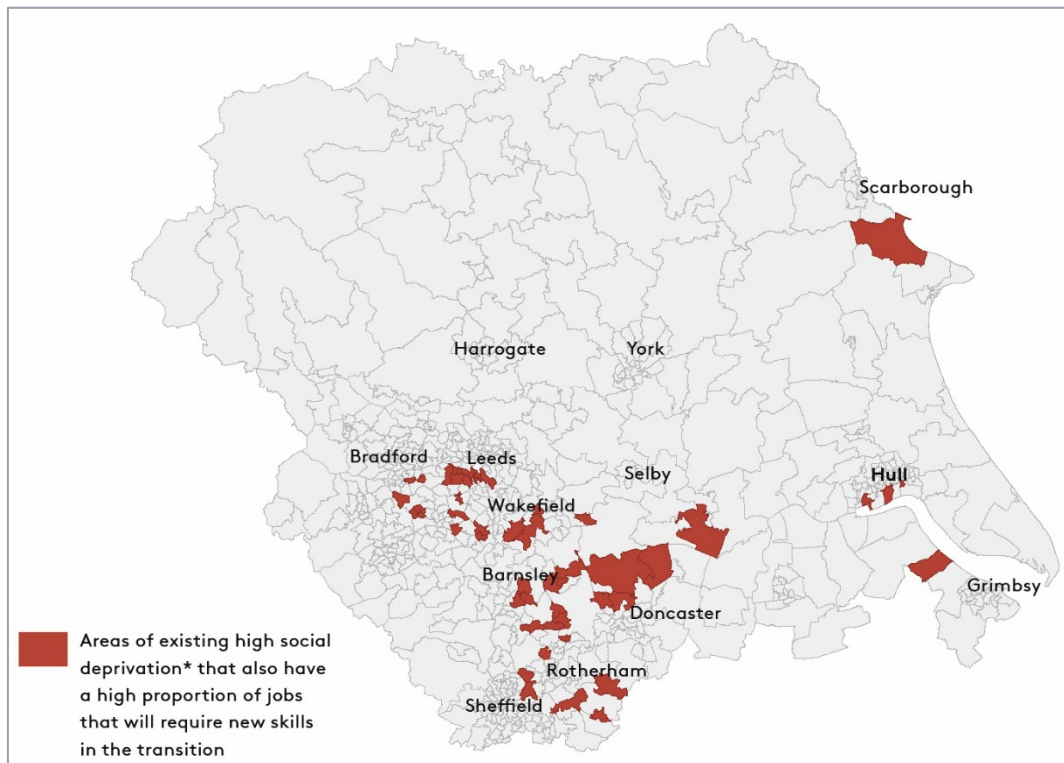 Scarborough
Harrogate
York
Bradford
Leeds
Selby
Hull
Wakefield
Barnsley
Grimbsy
Doncaster
Rotherham
Sheffield
Areas of existing high social
deprivation* that also have
a high proportion of jobs
that will require new skills
in the transition